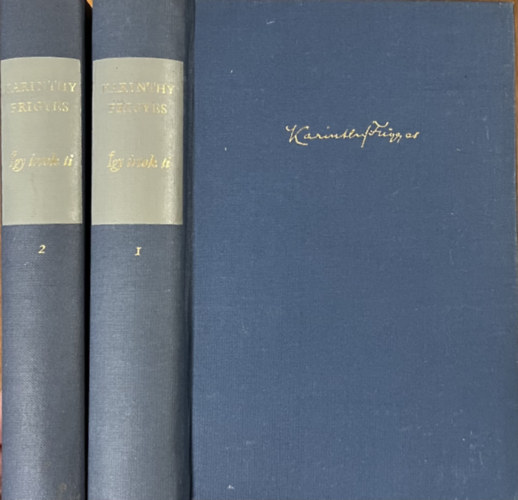 KARINTHY
FRIGYES
Így írtok ti
2
KARINTHY
FRIGYES
Így írtok ti
1
Karinthy Frigyes